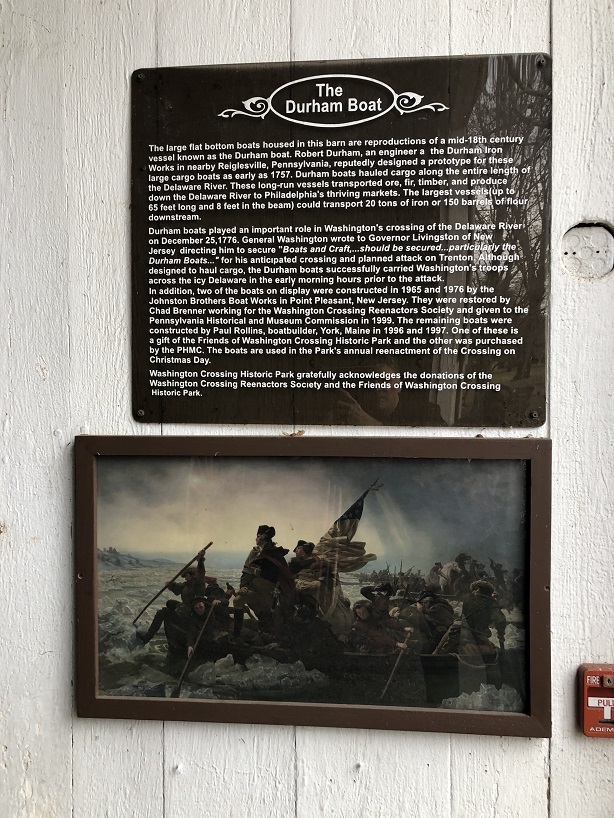 The
Durham Boat
The large flat bottom boats housed in this barn are reproductions of a mid-18th century
vessel known as the Durham boat. Robert Durham, an engineer a the Durham Iron
Works in nearby Reiglesville, Pennsylvania, reputedly designed a prototype for these
large cargo boats as early as 1757. Durham boats hauled cargo along the entire length of
the Delaware River. These long-run vessels transported ore, fir, timber, and produce
down the Delaware River to Philadelphia's thriving markets. The largest vessels(up to
65 feet long and 8 feet in the beam) could transport 20 tons of iron or 150 barrels of flour
downstream.
Durham boats played an important role in Washington's crossing of the Delaware River
on December 25,1776. General Washington wrote to Governor Livingston of New
Jersey directing him to secure "Boats and Craft,...should be secured...particularly the
Durham Boats..." for his anticipated crossing and planned attack on Trenton. Although
designed to haul cargo, the Durham boats successfully carried Washington's troops
across the icy Delaware in the early morning hours prior to the attack.
In addition, two of the boats on display were constructed in 1965 and 1976 by the
Johnston Brothers Boat Works in Point Pleasant, New Jersey. They were restored by
Chad Brenner working for the Washington Crossing Reenactors Society and given to the
Pennsylvania Historical and Museum Commission in 1999. The remaining boats were
constructed by Paul Rollins, boatbuilder, York, Maine in 1996 and 1997. One of these is
a gift of the Friends of Washington Crossing Historic Park and the other was purchased
by the PHMC. The boats are used in the Park's annual reenactment of the Crossing on
Christmas Day.
Washington Crossing Historic Park gratefully acknowledges the donations of the
Washington Crossing Reenactors Society and the Friends of Washington Crossing
Historic Park.
FIRE
PULL
ADEM